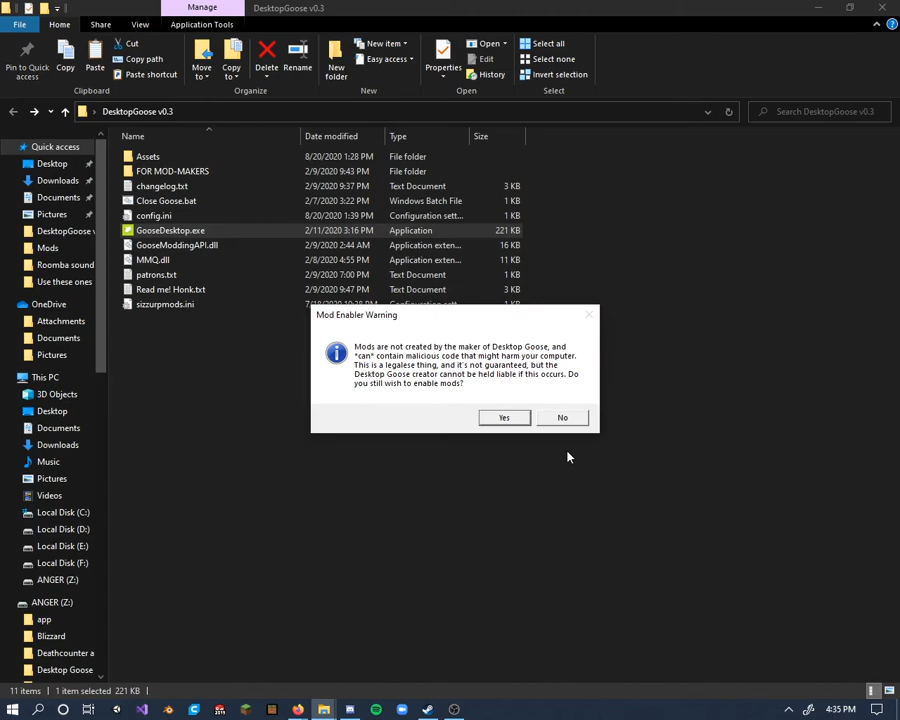 Manage
DesktopGoose v0.3
File
Home
Share
View
Application Tools
Pin to Quick access
Copy
Paste
Cut
Copy path
Paste shortcut
Clipboard
Move to
Copy to
Delete
Rename
Organize
New folder
New item
Easy access
New
Properties
Open
Edit
History
Open
Select all
Select none
Invert selection
Select
DesktopGoose v0.3
Search DesktopGoose v0.3
Quick access
Desktop
Downloads
Documents
Pictures
DesktopGoose v
Mods
Roomba sound
Use these ones
OneDrive
Attachments
Documents
Pictures
This PC
3D Objects
Desktop
Documents
Downloads
Music
Pictures
Videos
Local Disk (C:)
Local Disk (D:)
Local Disk (E:)
Local Disk (F:)
ANGER (Z:)
ANGER (Z:)
app
Blizzard
Deathcounter a
Desktop Goose
Name Date modified Type Size
Assets 8/20/2020 1:28 PM File folder
FOR MOD-MAKERS 2/9/2020 9:43 PM File folder
changelog.txt 2/9/2020 9:37 PM Text Document 3 KB
Close Goose.bat 2/7/2020 3:22 PM Windows Batch File 1 KB
config.ini 8/20/2020 1:39 PM Configuration sett... 1 KB
GooseDesktop.exe 2/11/2020 3:16 PM Application 221 KB
GooseModdingAPI.dll 2/9/2020 2:44 AM Application exten... 16 KB
MMQ.dll 2/8/2020 4:55 PM Application exten... 11 KB
patrons.txt 2/9/2020 7:00 PM Text Document 1 KB
Read me! Honk.txt 2/9/2020 9:47 PM Text Document 3 KB
sizzurpmods.ini
Mod Enabler Warning
Mods are not created by the maker of Desktop Goose, and
*can* contain malicious code that might harm your computer.
This is a legalese thing, and it's not guaranteed, but the
Desktop Goose creator cannot be held liable if this occurs. Do
you still wish to enable mods?
Yes
No
11 items
1 item selected 221 KB
4:35 PM